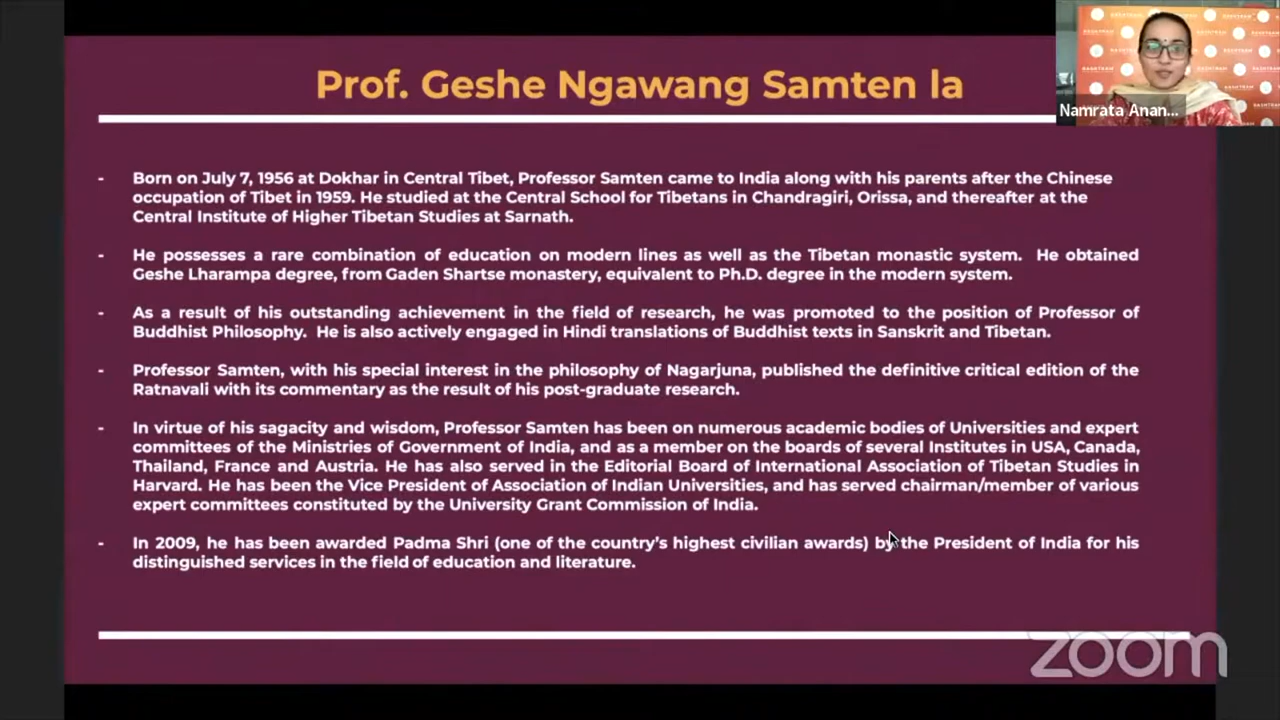 Prof. Geshe Ngawang Samten la
Namrata Anan...
- Born on July 7, 1956 at Dokhar in Central Tibet, Professor Samten came to India along with his parents after the Chinese
occupation of Tibet in 1959. He studied at the Central School for Tibetans in Chandragiri, Orissa, and thereafter at the
Central Institute of Higher Tibetan Studies at Sarnath.
- He possesses a rare combination of education on modern lines as well as the Tibetan monastic system. He obtained
Geshe Lharampa degree, from Gaden Shartse monastery, equivalent to Ph.D. degree in the modern system.
- As a result of his outstanding achievement in the field of research, he was promoted to the position of Professor of
Buddhist Philosophy. He is also actively engaged in Hindi translations of Buddhist texts in Sanskrit and Tibetan.
- Professor Samten, with his special interest in the philosophy of Nagarjuna, published the definitive critical edition of the
Ratnavali with its commentary as the result of his post-graduate research.
- In virtue of his sagacity and wisdom, Professor Samten has been on numerous academic bodies of Universities and expert
committees of the Ministries of Government of India, and as a member on the boards of several Institutes in USA, Canada,
Thailand, France and Austria. He has also served in the Editorial Board of International Association of Tibetan Studies in
Harvard. He has been the Vice President of Association of Indian Universities, and has served chairman/member of various
expert committees constituted by the University Grant Commission of India.
- In 2009, he has been awarded Padma Shri (one of the country's highest civilian awards) by the President of India for his
distinguished services in the field of education and literature.
zoom